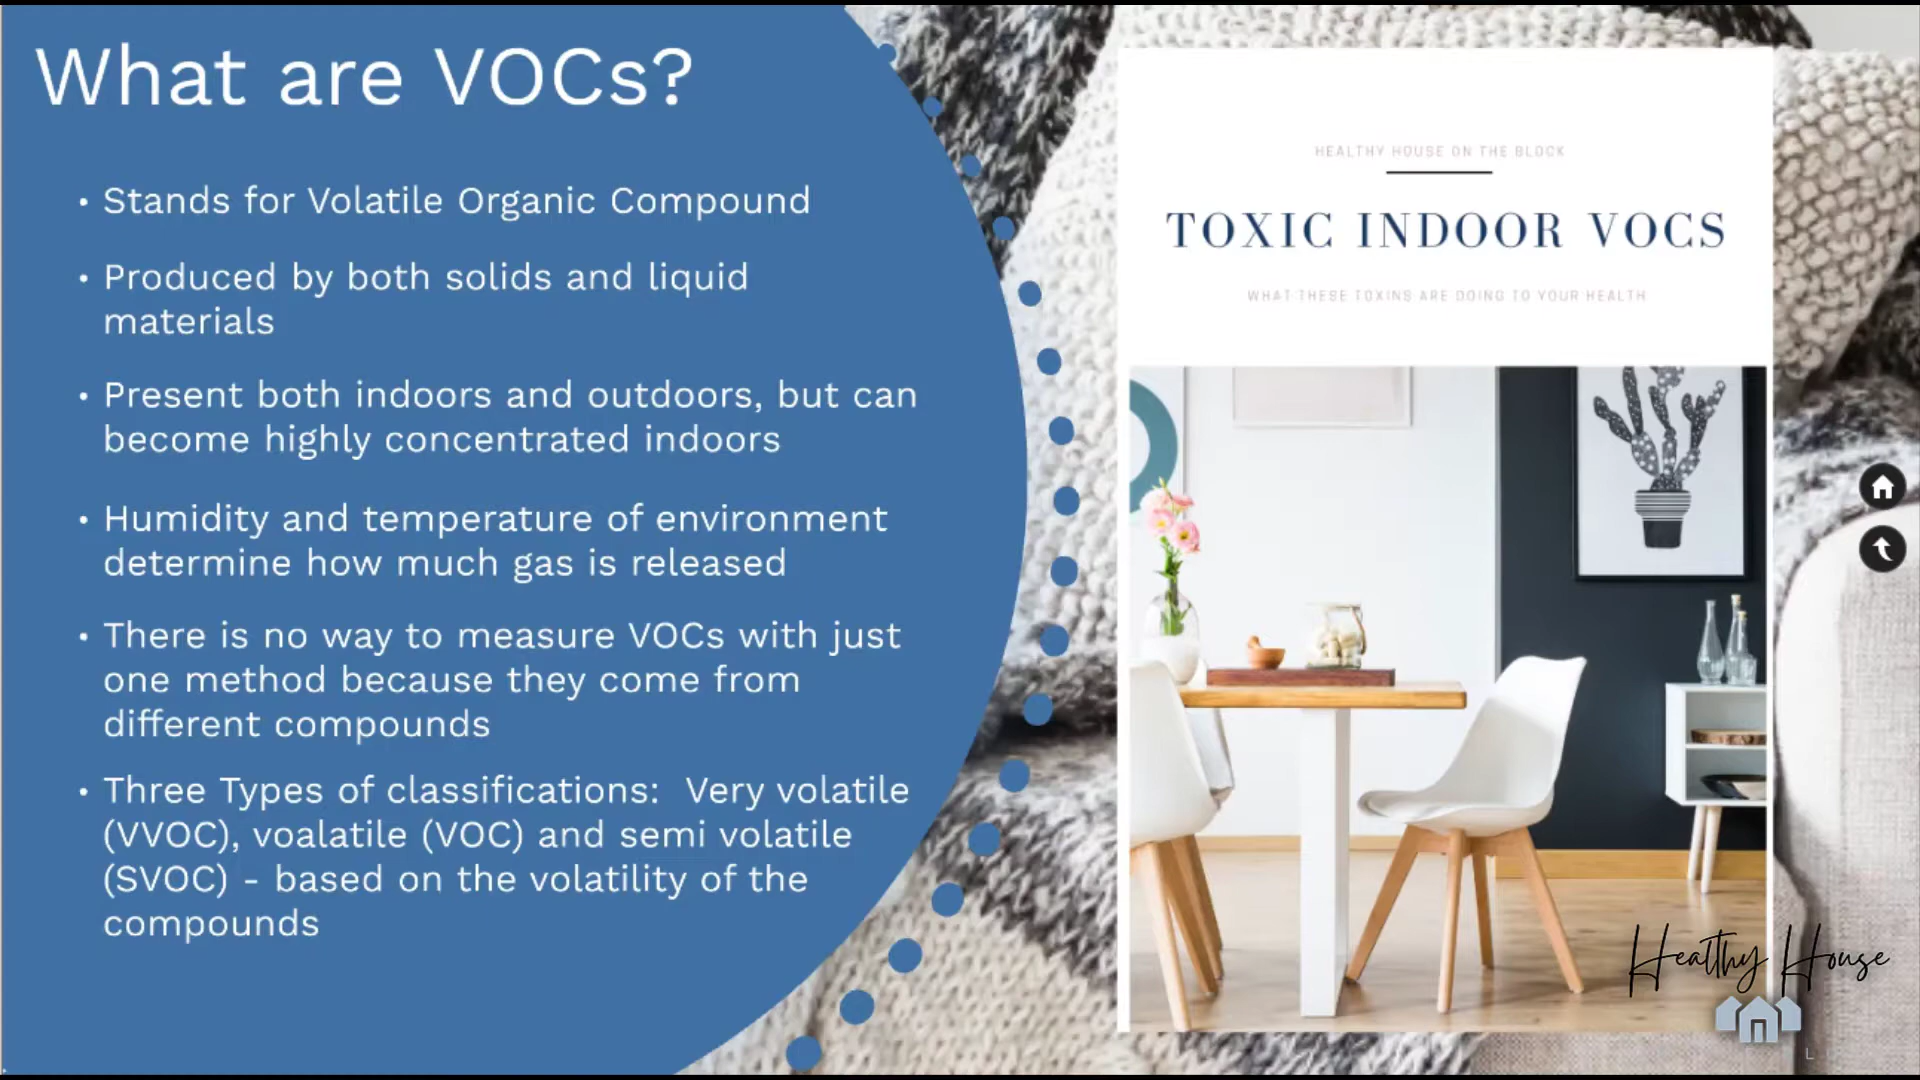 What are VOCs?
• Stands for Volatile Organic Compound
• Produced by both solids and liquid
materials
• Present both indoors and outdoors, but can
become highly concentrated indoors
• Humidity and temperature of environment
determine how much gas is released
• There is no way to measure VOCs with just
one method because they come from
different compounds
• Three Types of classifications:  Very volatile
(VVOC), voalatile (VOC) and semi volatile
(SVOC) - based on the volatility of the
compounds
HEALTHY HOUSE ON THE BLOCK
TOXIC INDOOR VOCS
WHAT THESE TOXINS ARE DOING TO YOUR HEALTH
Healthy House
L